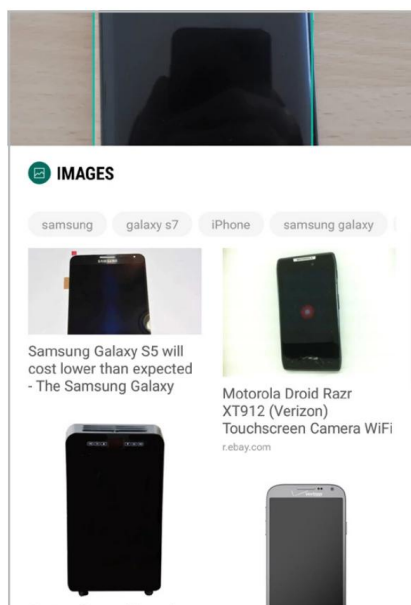 IMAGES
samsung
galaxy s7
iPhone
samsung galaxy
SAMSUNG
Samsung Galaxy S5 will
cost lower than expected
- The Samsung Galaxy
Motorola Droid Razr
XT912 (Verizon)
Touchscreen Camera WiFi
r.ebay.com